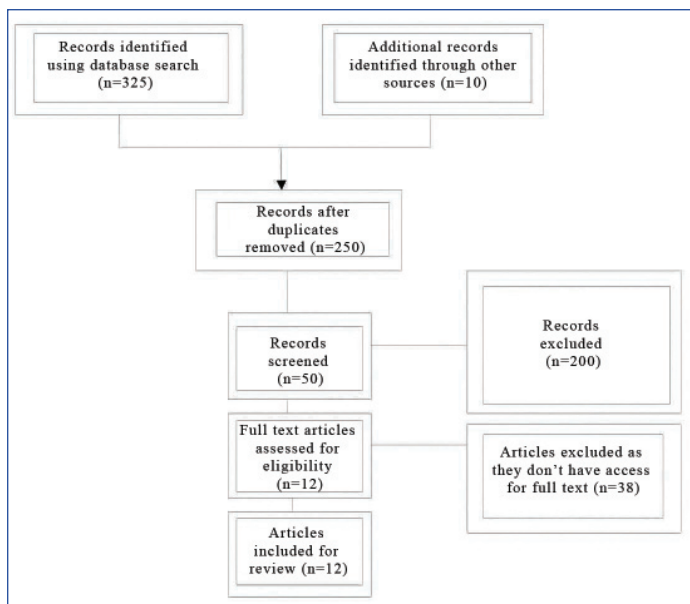 Records identified
using database search
(n=325)
Additional records
identified through other
sources (n=10)
Records after
duplicates
removed (n=250)
Records
screened
(n=50)
Records
excluded
(n=200)
Full text articles
assessed for
eligibility
(n=12)
Articles excluded as
they don't have access
for full text (n=38)
Articles
included for
review (n=12)